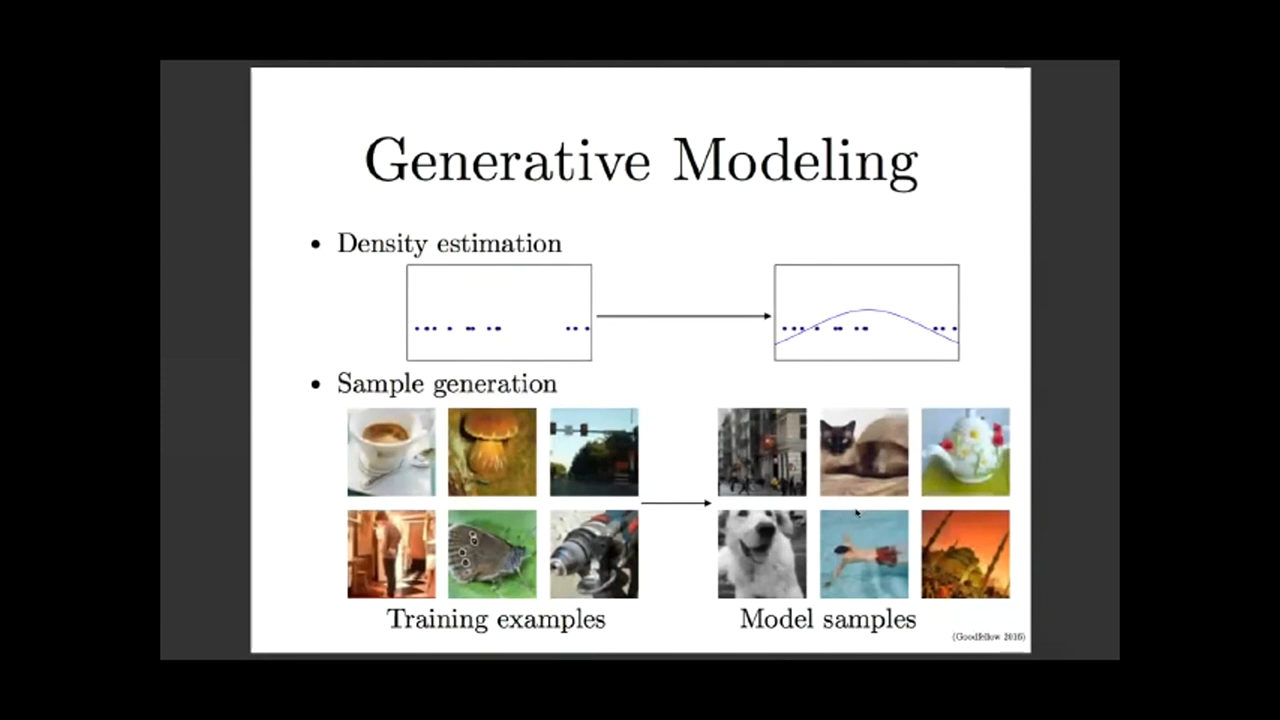 Generative Modeling
• Density estimation
• Sample generation
Training examples
Model samples
(Goodfellow 2016)